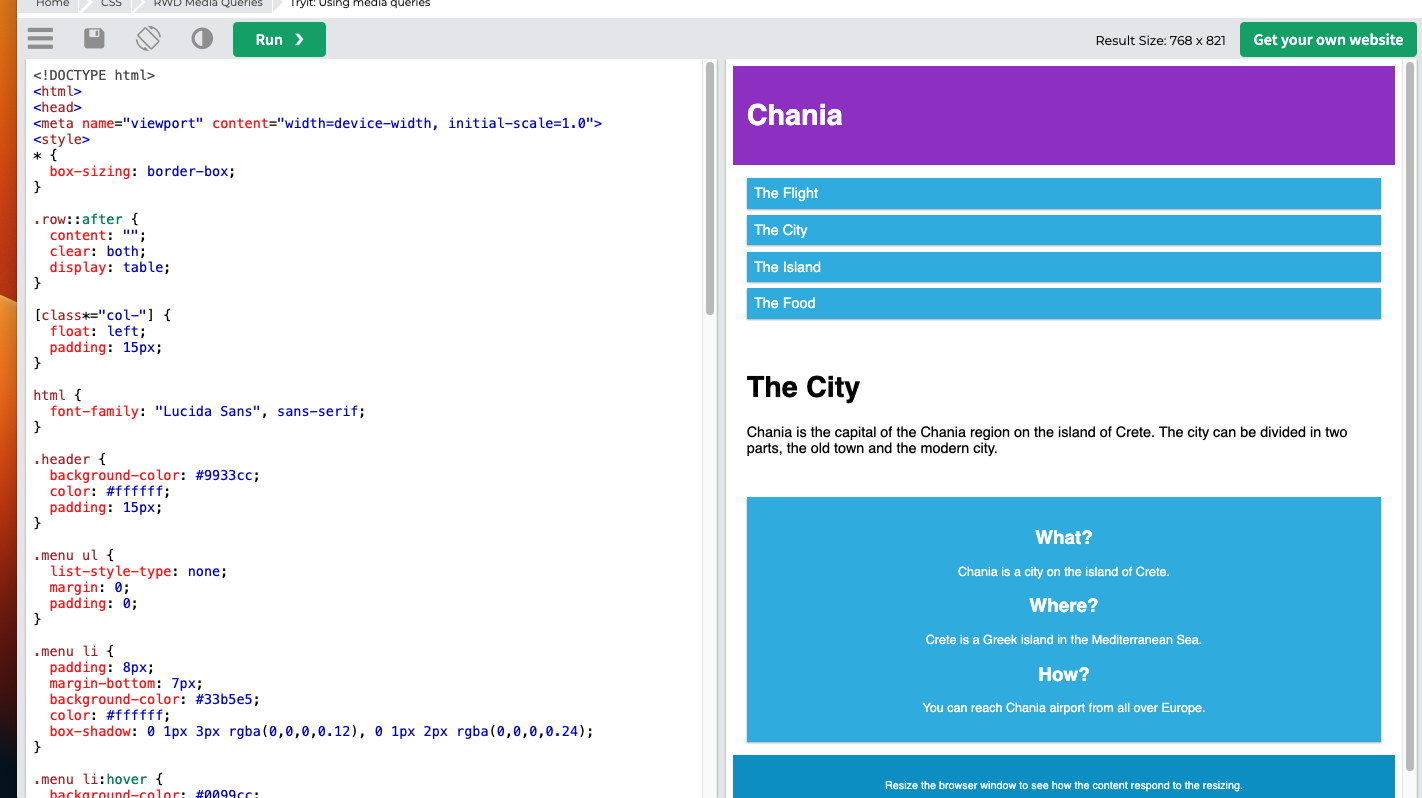 Home CSS RWD Media Queries Tryit: Using media queries
Run ❯
Result Size: 768 x 821
Get your own website
<!DOCTYPE html>
<html>
<head>
<meta name="viewport" content="width=device-width, initial-scale=1.0">
<style>
* {
  box-sizing: border-box;
}

.row::after {
  content: "";
  clear: both;
  display: table;
}

[class*="col-"] {
  float: left;
  padding: 15px;
}

html {
  font-family: "Lucida Sans", sans-serif;
}

.header {
  background-color: #9933cc;
  color: #ffffff;
  padding: 15px;
}

.menu ul {
  list-style-type: none;
  margin: 0;
  padding: 0;
}

.menu li {
  padding: 8px;
  margin-bottom: 7px;
  background-color: #33b5e5;
  color: #ffffff;
  box-shadow: 0 1px 3px rgba(0,0,0,0.12), 0 1px 2px rgba(0,0,0,0.24);
}

.menu li:hover {
  background-color: #0099cc;
Chania
The Flight
The City
The Island
The Food
The City
Chania is the capital of the Chania region on the island of Crete. The city can be divided in two
parts, the old town and the modern city.
What?
Chania is a city on the island of Crete.
Where?
Crete is a Greek island in the Mediterranean Sea.
How?
You can reach Chania airport from all over Europe.
Resize the browser window to see how the content respond to the resizing.